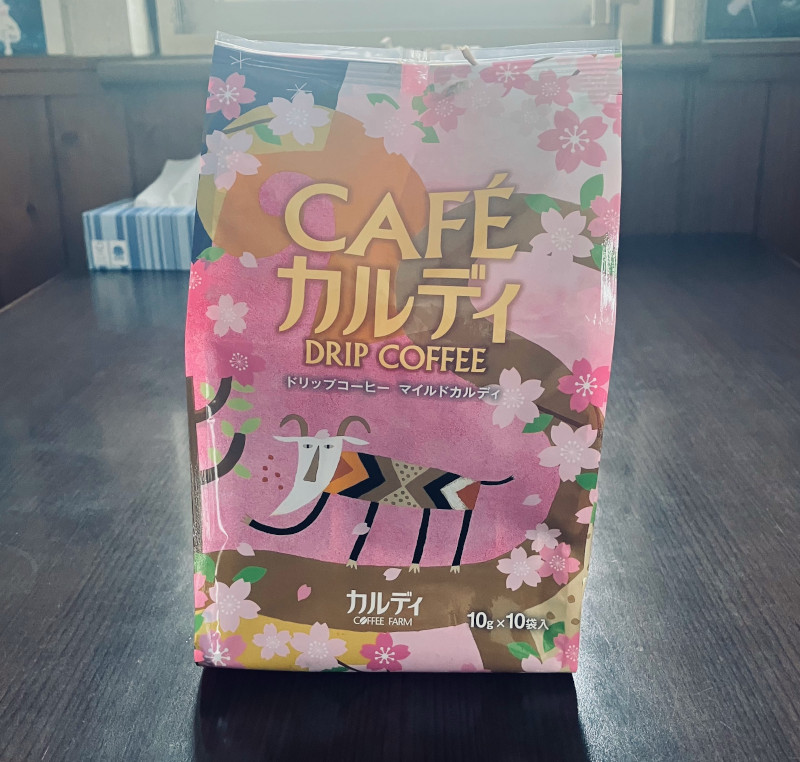 CAFÉ
カルディ
DRIP COFFEE
ドリップコーヒー マイルドカルディ
カルディ
COFFEE FARM
10g×10袋入